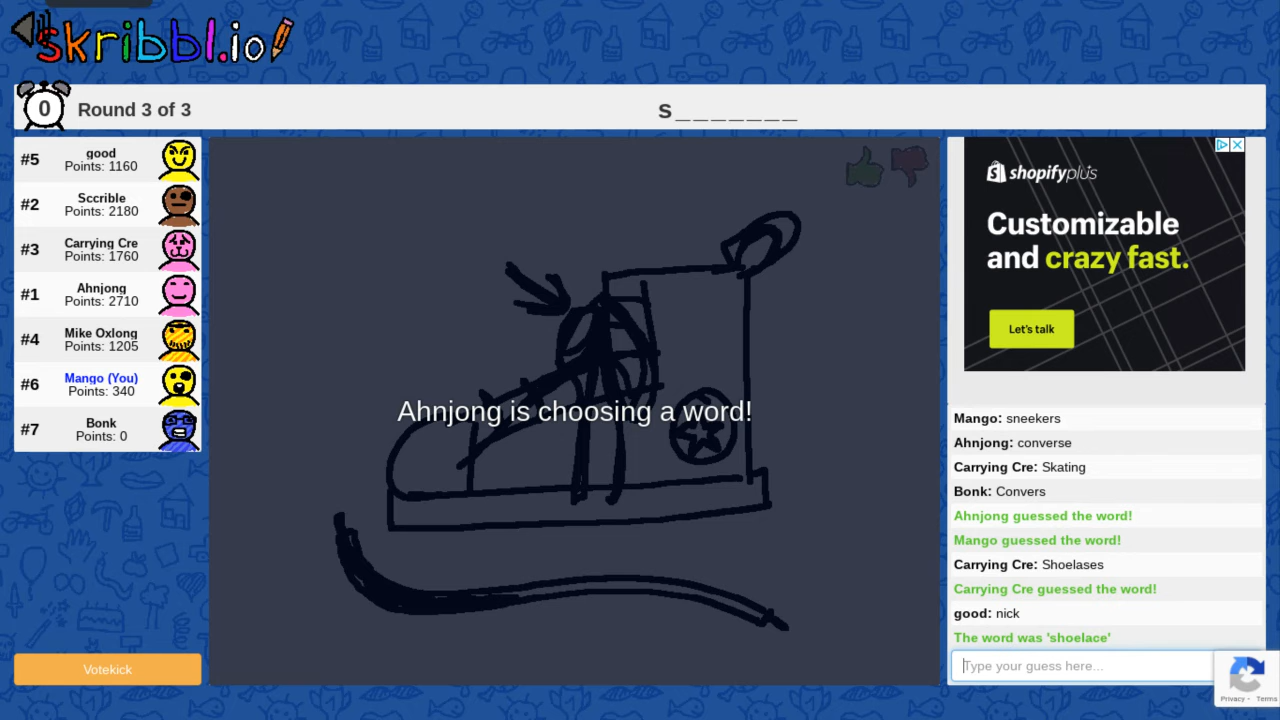 skribbl.io!
0
Round 3 of 3
S_______
#5
good
Points: 1160
#2
Sccrible
Points: 2180
#3
Carrying Cre
Points: 1760
#1
Ahnjong
Points: 2710
#4
Mike Oxlong
Points: 1205
#6
Mango (You)
Points: 340
#7
Bonk
Points: 0
Votekick
Ahnjong is choosing a word!
shopifyplus
Customizable
and crazy fast.
Let's talk
Mango: sneekers
Ahnjong: converse
Carrying Cre: Skating
Bonk: Convers
Ahnjong guessed the word!
Mango guessed the word!
Carrying Cre: Shoelases
Carrying Cre guessed the word!
good: nick
The word was 'shoelace'
Type your guess here...
Privacy - Terms